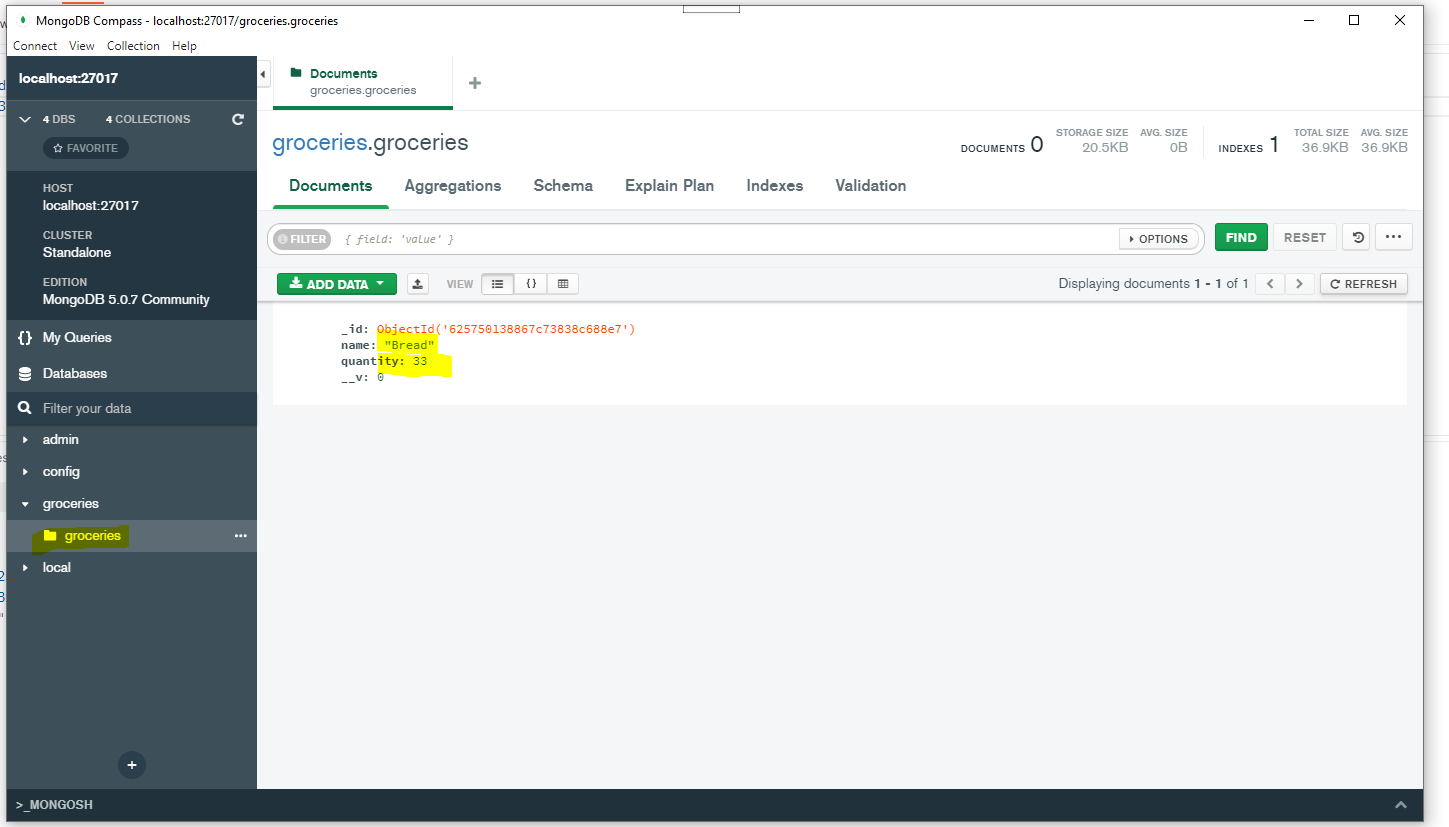 MongoDB Compass - localhost:27017/groceries.groceries
Connect View Collection Help
localhost:27017
4 DBS 4 COLLECTIONS
FAVORITE
HOST
localhost:27017
CLUSTER
Standalone
EDITION
MongoDB 5.0.7 Community
{} My Queries
Databases
Filter your data
admin
config
groceries
groceries
local
>_MONGOSH
Documents
groceries.groceries
groceries.groceries
DOCUMENTS 0
STORAGE SIZE
20.5KB
AVG. SIZE
0B
INDEXES 1
TOTAL SIZE
36.9KB
AVG. SIZE
36.9KB
Documents Aggregations Schema Explain Plan Indexes Validation
FILTER { field: 'value' } OPTIONS FIND RESET
ADD DATA VIEW {} Displaying documents 1 - 1 of 1 REFRESH
_id: ObjectId('625750138867c73838c688e7')
name: "Bread"
quantity: 33
__v: 0